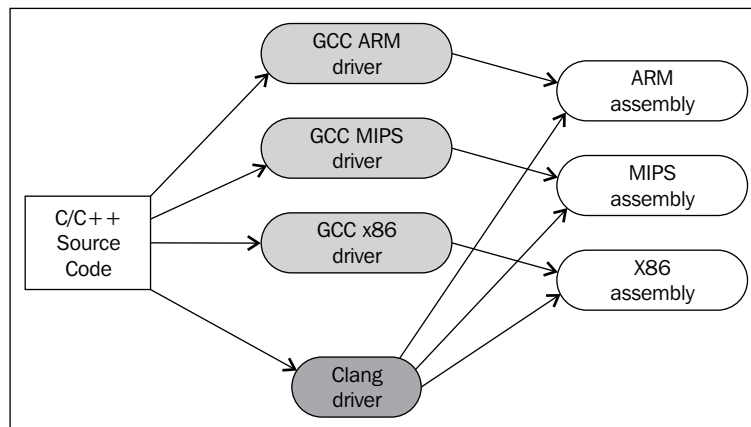 C/C++
Source
Code
GCC ARM
driver
GCC MIPS
driver
GCC x86
driver
Clang
driver
ARM
assembly
MIPS
assembly
X86
assembly